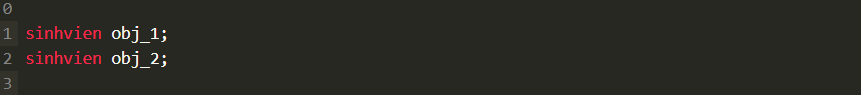 0
1 sinhvien obj_1;
2 sinhvien obj_2;
3